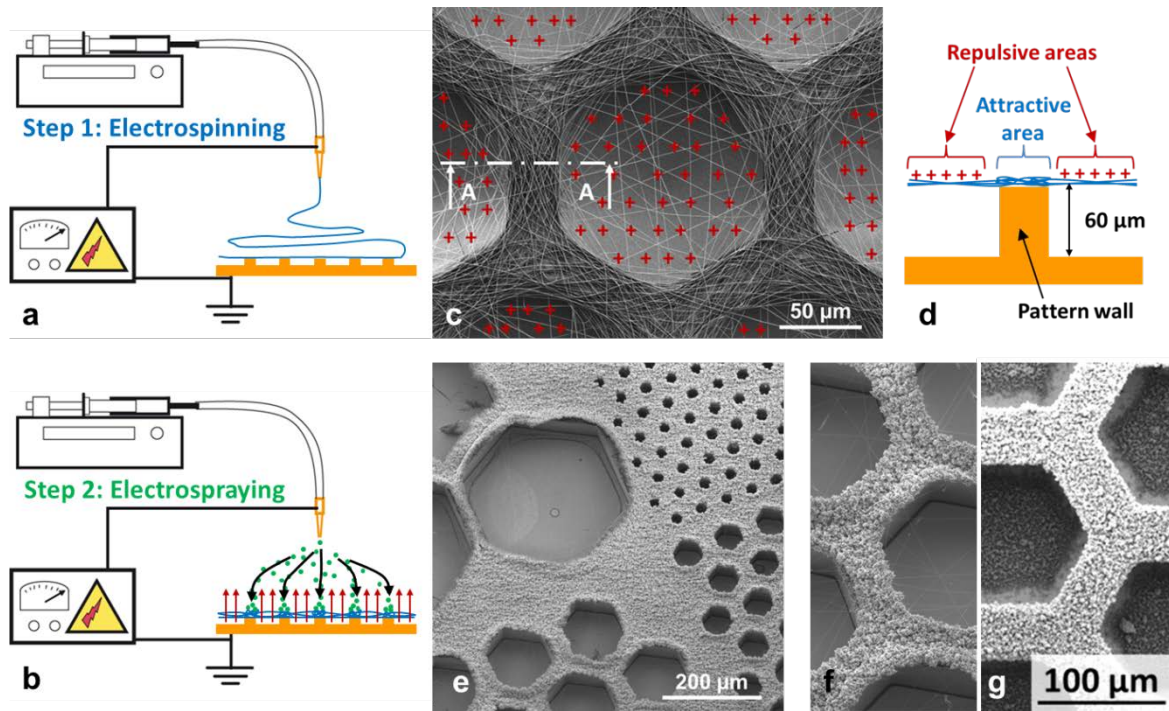 Step 1: Electrospinning
a
+ + + + +
+ +
+ + + + +
+ +
A
A
c
50 µm
Repulsive areas
Attractive
area
+ + + + +
+ + + + +
60 µm
Pattern wall
d
Step 2: Electrospraying
b
e
200 µm
f
g
100 µm